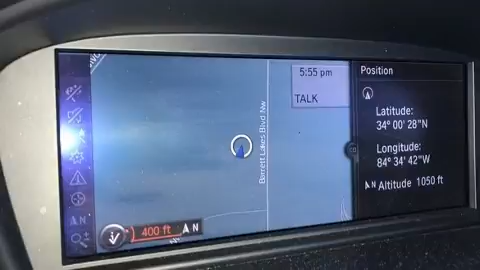 5:55 pm
TALK
Barrett Lakes Blvd Nw
400 ft
N
Position
Latitude:
34° 00' 28"N
Longitude:
84° 34' 42"W
N Altitude 1050 ft
N